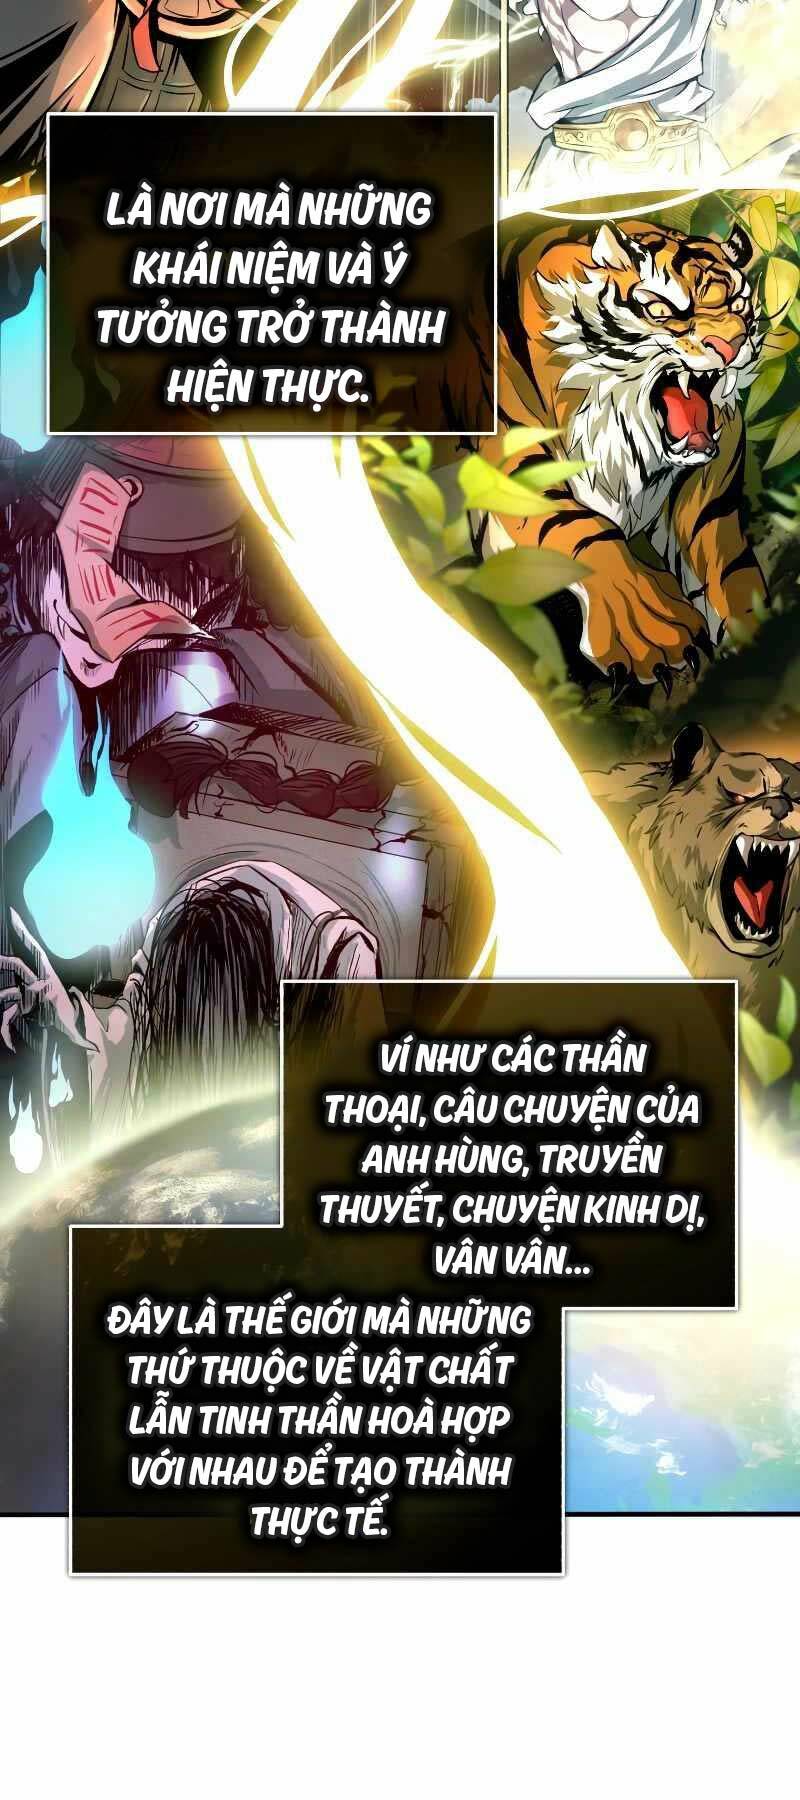 LÀ NƠI MÀ NHỮNG
KHÁI NIỆM VÀ Ý
TƯỞNG TRỞ THÀNH
HIỆN THỰC.
VÍ NHƯ CÁC THẦN
THOẠI, CÂU CHUYỆN CỦA
ANH HÙNG, TRUYỀN
THUYẾT, CHUYỆN KINH DỊ,
VÂN VÂN...
ĐÂY LÀ THẾ GIỚI MÀ NHỮNG
THỨ THUỘC VỀ VẬT CHẤT
LẪN TINH THẦN HOÀ HỢP
VỚI NHAU ĐỂ TẠO THÀNH
THỰC TẾ.